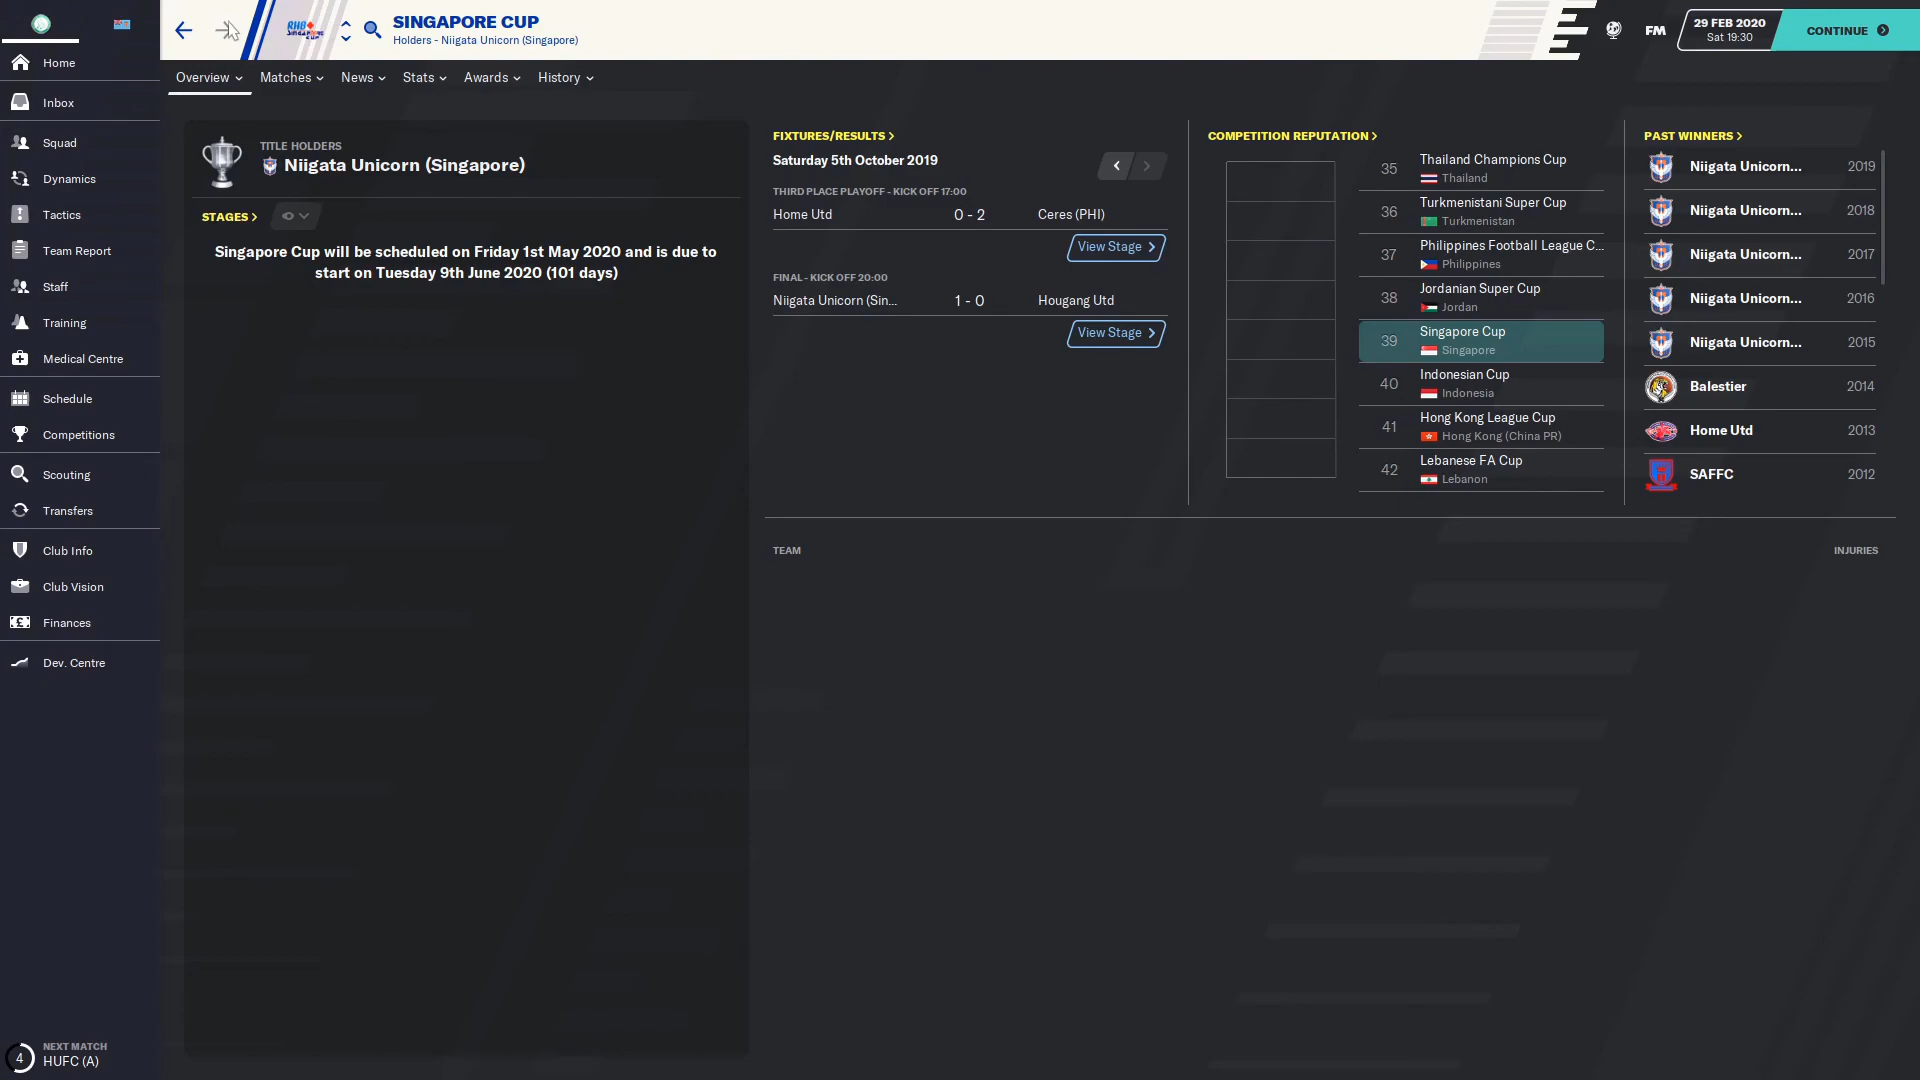 SINGAPORE CUP
Holders - Niigata Unicorn (Singapore)
FM
29 FEB 2020
Sat 19:30
CONTINUE
Home
Inbox
Squad
Dynamics
Tactics
Team Report
Staff
Training
Medical Centre
Schedule
Competitions
Scouting
Transfers
Club Info
Club Vision
Finances
Dev. Centre
4
NEXT MATCH
HUFC (A)
Overview
Matches
News
Stats
Awards
History
TITLE HOLDERS
Niigata Unicorn (Singapore)
STAGES >
Singapore Cup will be scheduled on Friday 1st May 2020 and is due to
start on Tuesday 9th June 2020 (101 days)
FIXTURES/RESULTS >
Saturday 5th October 2019
THIRD PLACE PLAYOFF - KICK OFF 17:00
Home Utd 0 - 2 Ceres (PHI)
View Stage >
FINAL - KICK OFF 20:00
Niigata Unicorn (Sin... 1 - 0 Hougang Utd
View Stage >
COMPETITION REPUTATION >
35 Thailand Champions Cup
Thailand
36 Turkmenistani Super Cup
Turkmenistan
37 Philippines Football League C...
Philippines
38 Jordanian Super Cup
Jordan
39 Singapore Cup
Singapore
40 Indonesian Cup
Indonesia
41 Hong Kong League Cup
Hong Kong (China PR)
42 Lebanese FA Cup
Lebanon
PAST WINNERS >
Niigata Unicorn... 2019
Niigata Unicorn... 2018
Niigata Unicorn... 2017
Niigata Unicorn... 2016
Niigata Unicorn... 2015
Balestier 2014
Home Utd 2013
SAFFC 2012
TEAM
INJURIES